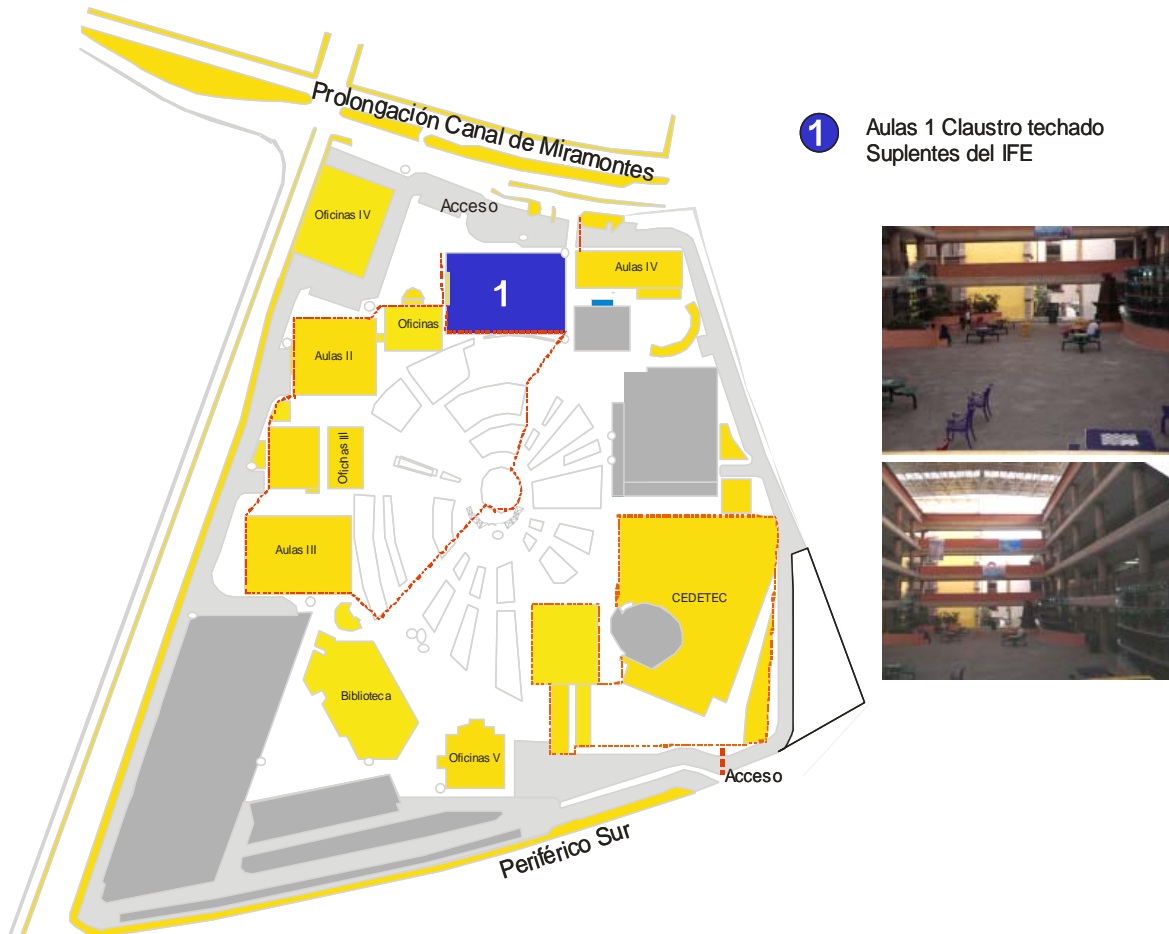 Prolongación Canal de Miramontes
1
Aulas 1 Claustro techado
Suplentes del IFE
Acceso
Oficinas IV
Aulas IV
1
Oficinas
Aulas II
Oficinas III
Aulas III
CEDETEC
Biblioteca
Oficinas V
Acceso
Periférico Sur